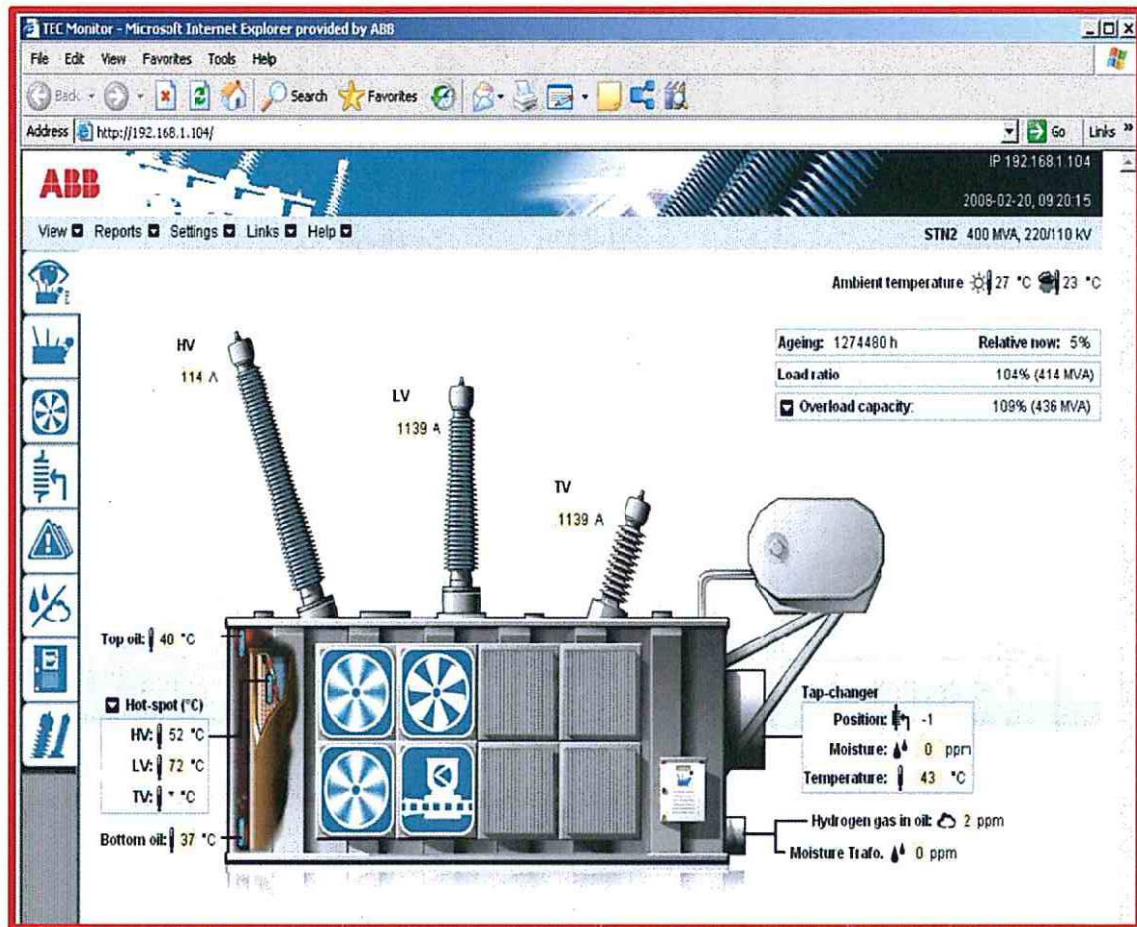 TEC Monitor - Microsoft Internet Explorer provided by ABB
File Edit View Favorites Tools Help
Back Search Favorites
Address http://192.168.1.104/ Go Links »
ABB
IP 192.168.1.104
2008-02-20, 09:20:15
View Reports Settings Links Help
STN2 400 MVA, 220/110 kV
Ambient temperature 27 °C 23 °C
Ageing: 1274480 h Relative now: 5%
Load ratio 104% (414 MVA)
Overload capacity: 109% (436 MVA)
HV
114 A
LV
1139 A
TV
1139 A
Top oil: 40 °C
Hot-spot (°C)
HV: 52 °C
LV: 72 °C
TV: * °C
Bottom oil: 37 °C
Tap-changer
Position: -1
Moisture: 0 ppm
Temperature: 43 °C
Hydrogen gas in oil: 2 ppm
Moisture Trafo. 0 ppm